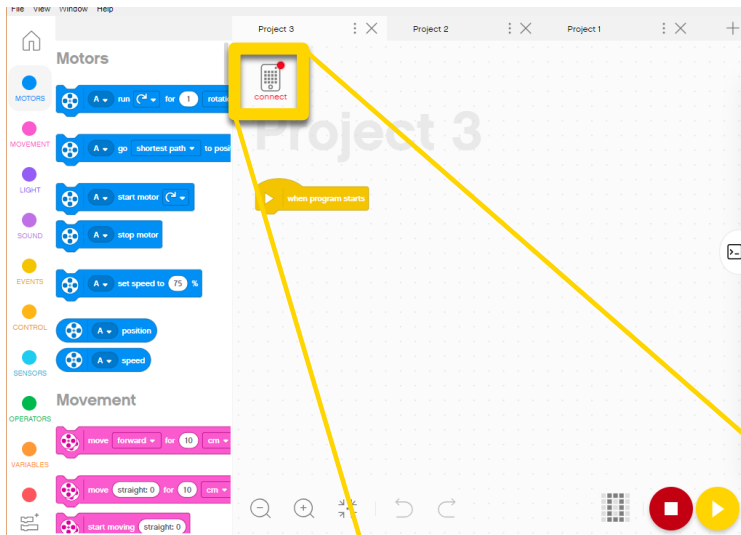 File View Window Help
Project 3
Project 2
Project 1
Motors
connect
Project 3
MOTORS
A run for 1 rotatio
MOVEMENT
A go shortest path to posi
LIGHT
A start motor
when program starts
SOUND
A stop motor
EVENTS
A set speed to 75 %
CONTROL
A position
SENSORS
A speed
Movement
OPERATORS
move forward for 10 cm
VARIABLES
move straight: 0 for 10 cm
start moving straight: 0